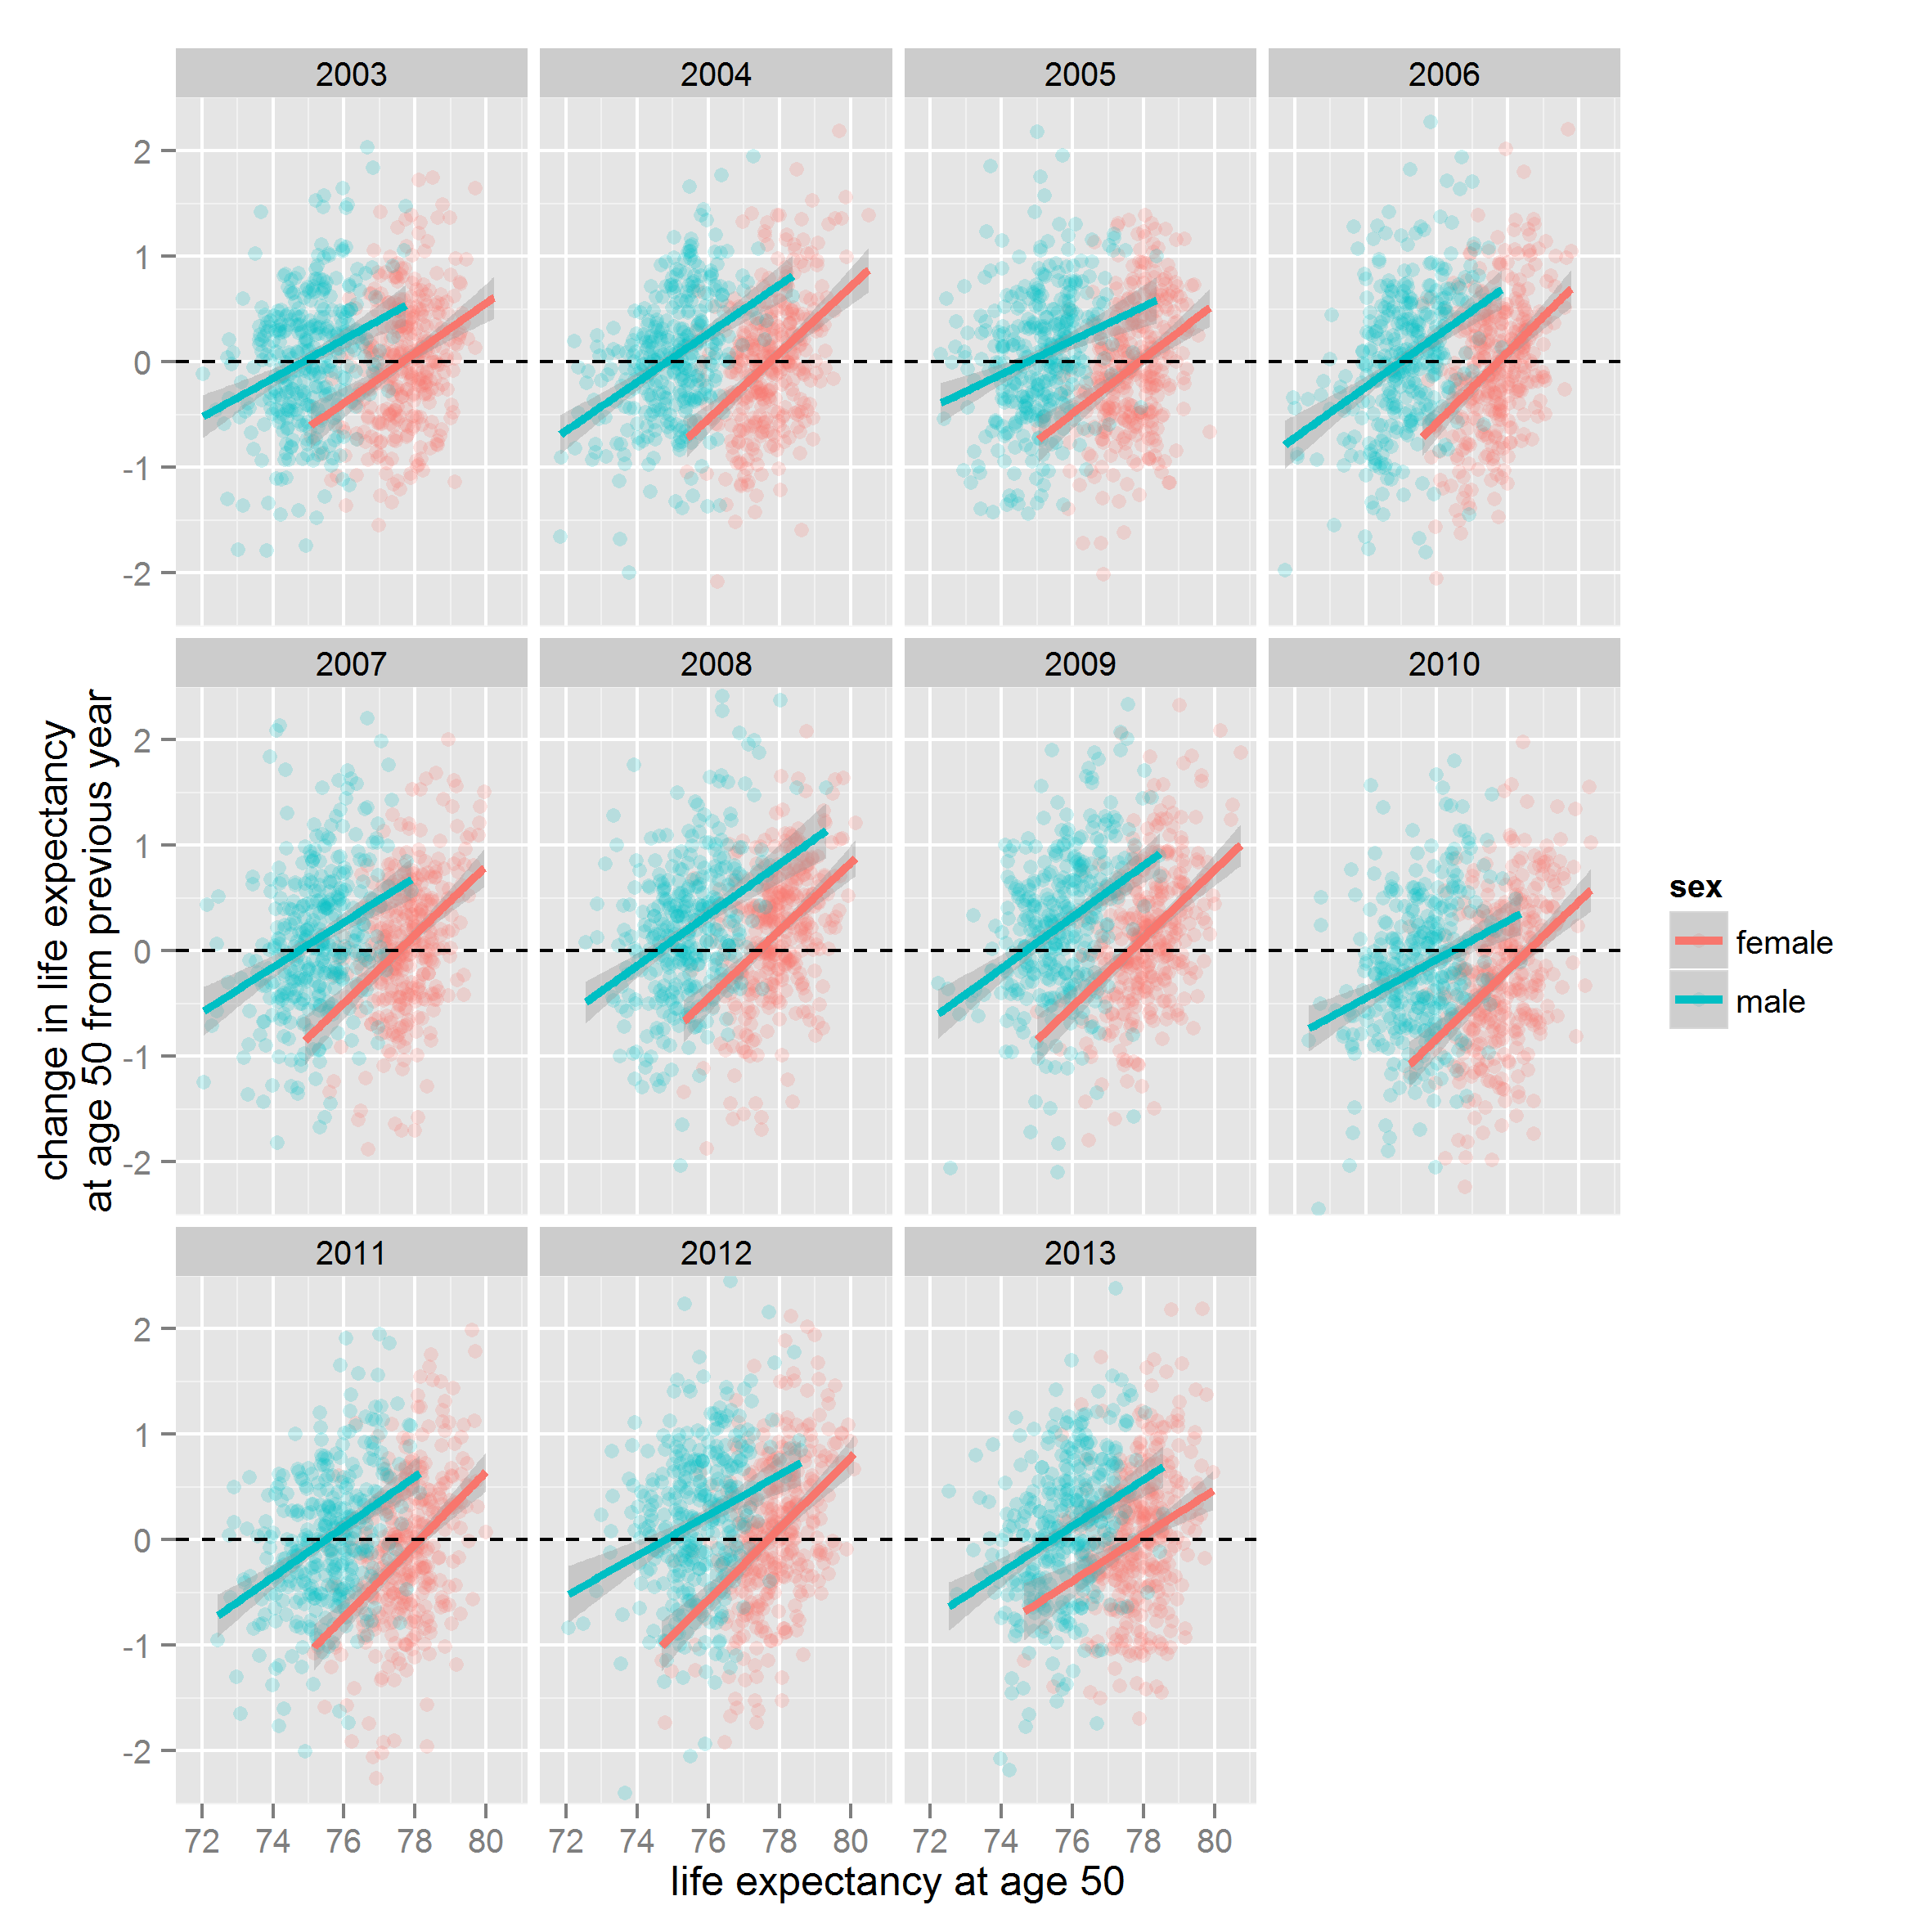 2003 2004 2005 2006
2
1
0
-1
-2
2007 2008 2009 2010
2
1
0
-1
-2
2011 2012 2013
2
1
0
-1
-2
72 74 76 78 80 72 74 76 78 80 72 74 76 78 80
life expectancy at age 50
change in life expectancy
at age 50 from previous year
sex
female
male